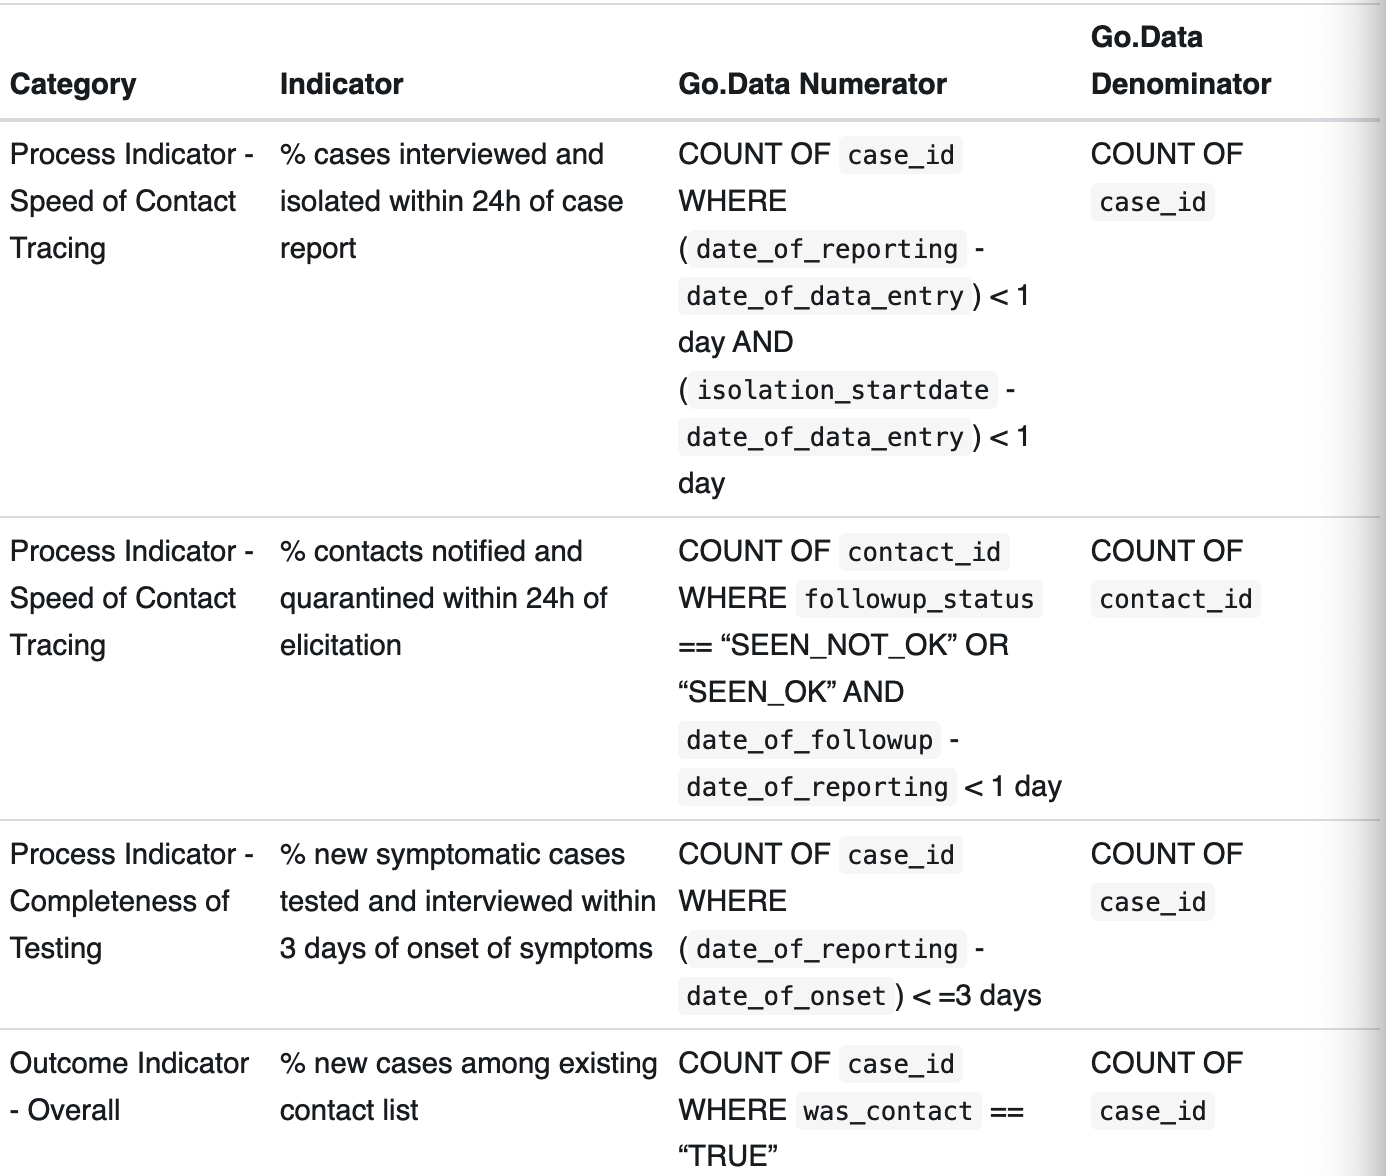 Category
Indicator
Go.Data Numerator
Go.Data
Denominator
Process Indicator -
Speed of Contact
Tracing
% cases interviewed and
isolated within 24h of case
report
COUNT OF case_id
WHERE
(date_of_reporting -
date_of_data_entry) < 1
day AND
(isolation_startdate -
date_of_data_entry) < 1
day
COUNT OF
case_id
Process Indicator -
Speed of Contact
Tracing
% contacts notified and
quarantined within 24h of
elicitation
COUNT OF contact_id
WHERE followup_status
== “SEEN_NOT_OK” OR
“SEEN_OK” AND
date_of_followup -
date_of_reporting < 1 day
COUNT OF
contact_id
Process Indicator -
Completeness of
Testing
% new symptomatic cases
tested and interviewed within
3 days of onset of symptoms
COUNT OF case_id
WHERE
(date_of_reporting -
date_of_onset) < =3 days
COUNT OF
case_id
Outcome Indicator
- Overall
% new cases among existing
contact list
COUNT OF case_id
WHERE was_contact ==
“TRUE”
COUNT OF
case_id